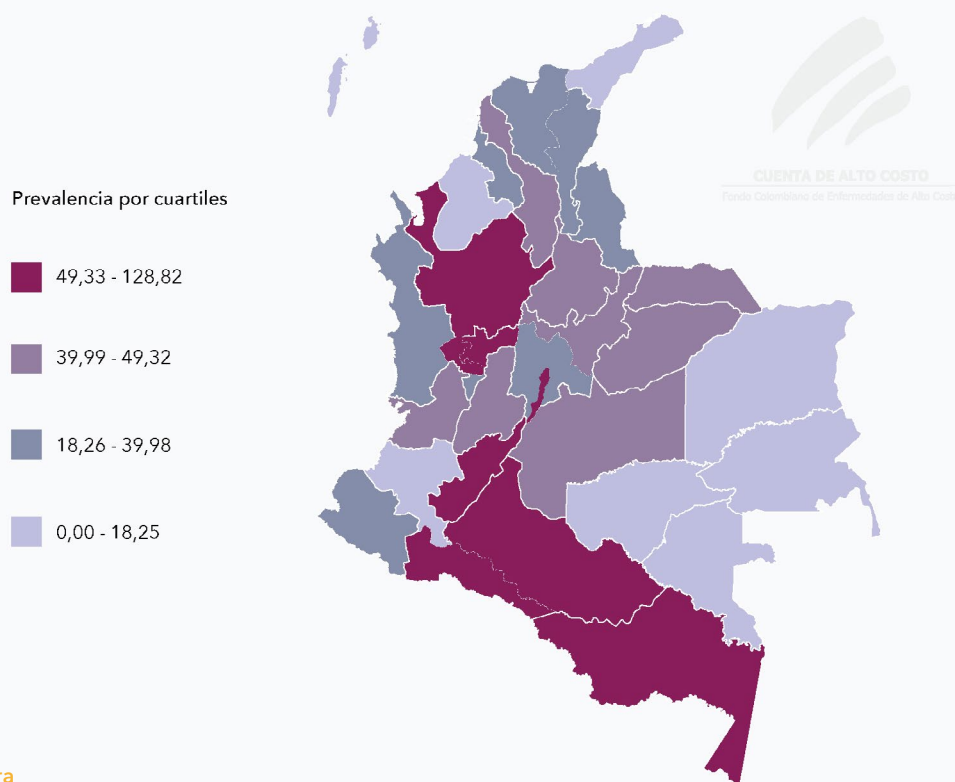 CUENTA DE ALTO COSTO
Fondo Colombiano de Enfermedades de Alto Costo
Prevalencia por cuartiles
49,33 - 128,82
39,99 - 49,32
18,26 - 39,98
0,00 - 18,25